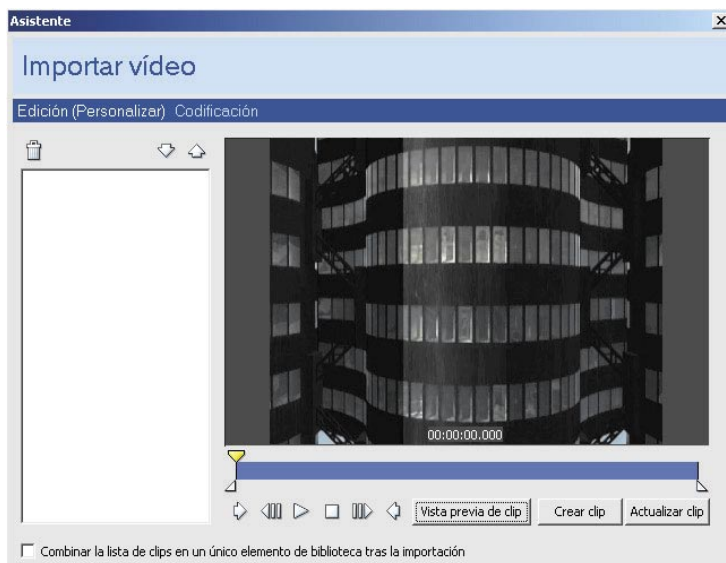 Asistente
Importar vídeo
Edición (Personalizar) Codificación
00:00:00.000
Vista previa de clip Crear clip Actualizar clip
Combinar la lista de clips en un único elemento de biblioteca tras la importación